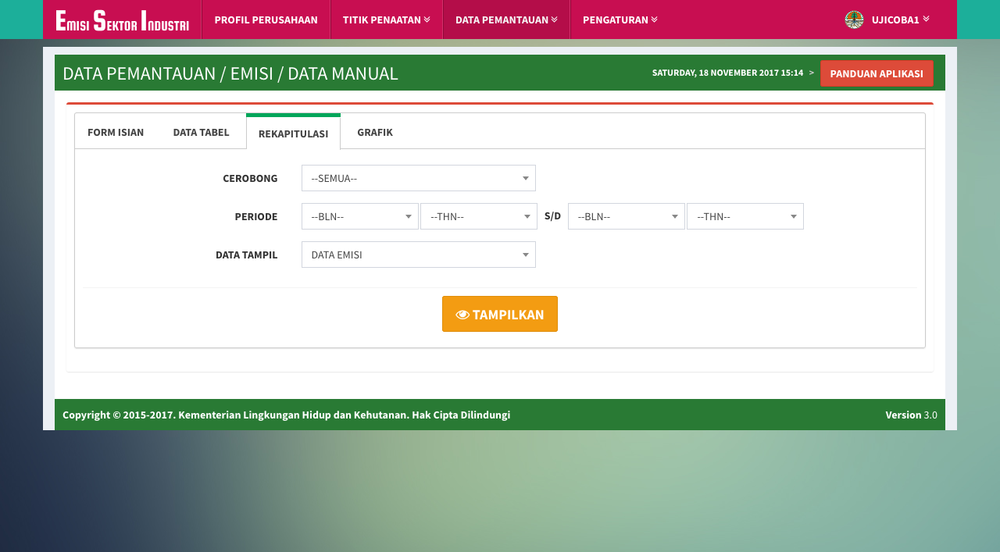 EMISI SEKTOR INDUSTRI PROFIL PERUSAHAAN TITIK PENAATAN DATA PEMANTAUAN PENGATURAN UJICOBA1
DATA PEMANTAUAN / EMISI / DATA MANUAL SATURDAY, 18 NOVEMBER 2017 15:14 > PANDUAN APLIKASI
FORM ISIAN DATA TABEL REKAPITULASI GRAFIK
CEROBONG --SEMUA--
PERIODE --BLN-- --THN-- S/D --BLN-- --THN--
DATA TAMPIL DATA EMISI
TAMPILKAN
Copyright © 2015-2017. Kementerian Lingkungan Hidup dan Kehutanan. Hak Cipta Dilindungi Version 3.0